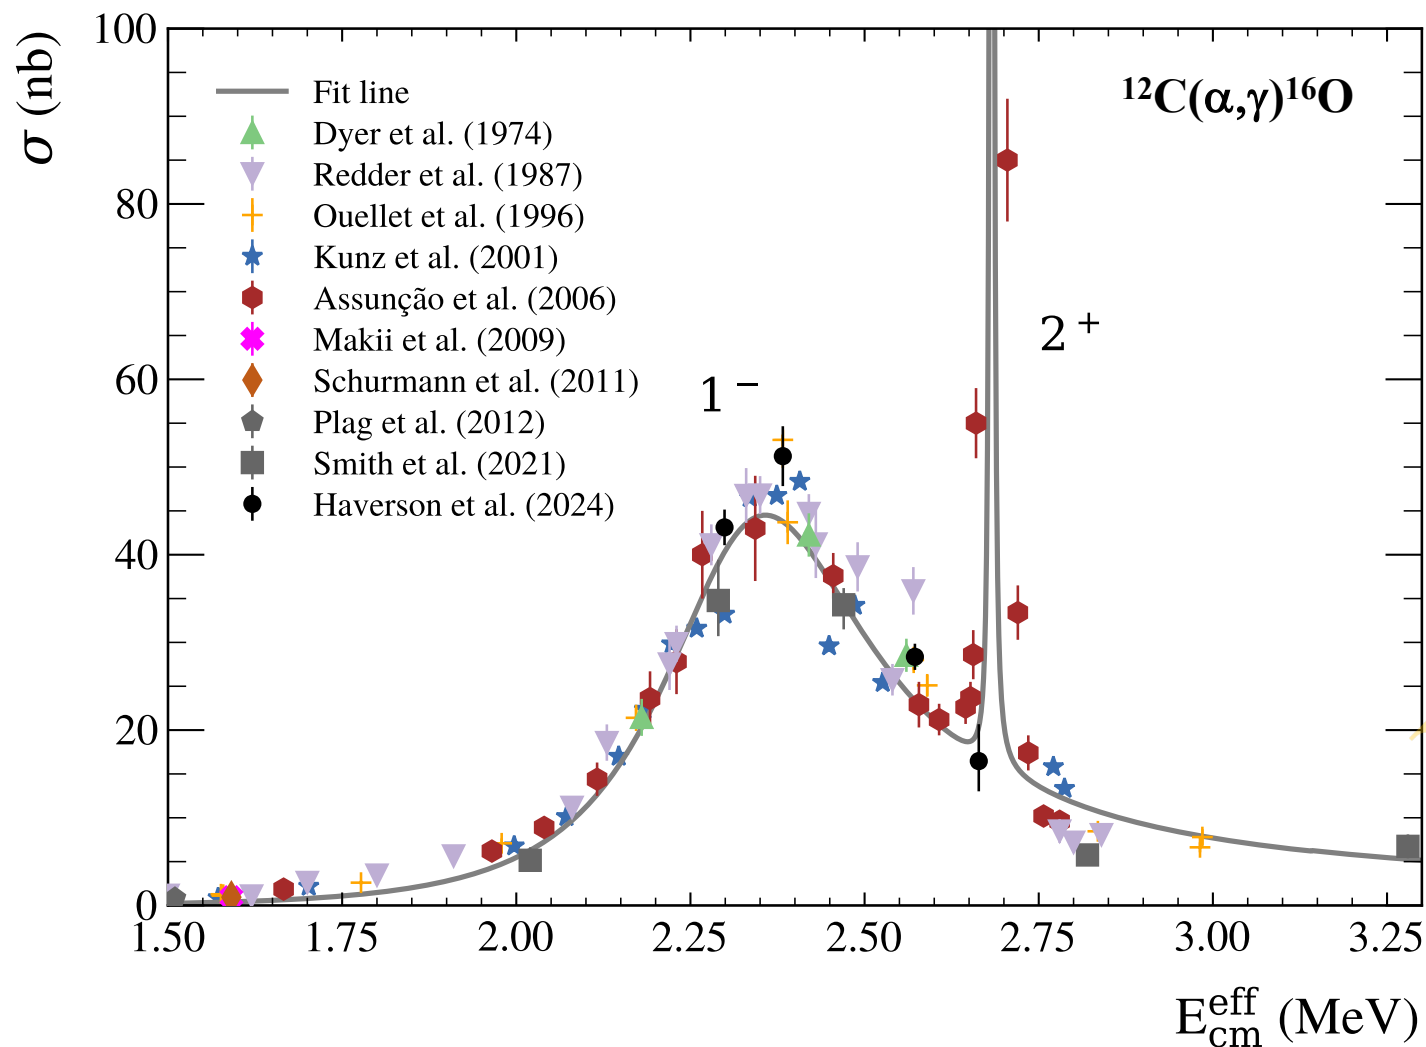 100
80
60
40
20
0
σ (nb)
Fit line
Dyer et al. (1974)
Redder et al. (1987)
Ouellet et al. (1996)
Kunz et al. (2001)
Assunção et al. (2006)
Makii et al. (2009)
Schurmann et al. (2011)
Plag et al. (2012)
Smith et al. (2021)
Haverson et al. (2024)
¹²C(α,γ)¹⁶O
1⁻
2⁺
1.50 1.75 2.00 2.25 2.50 2.75 3.00 3.25
E_cm^eff (MeV)